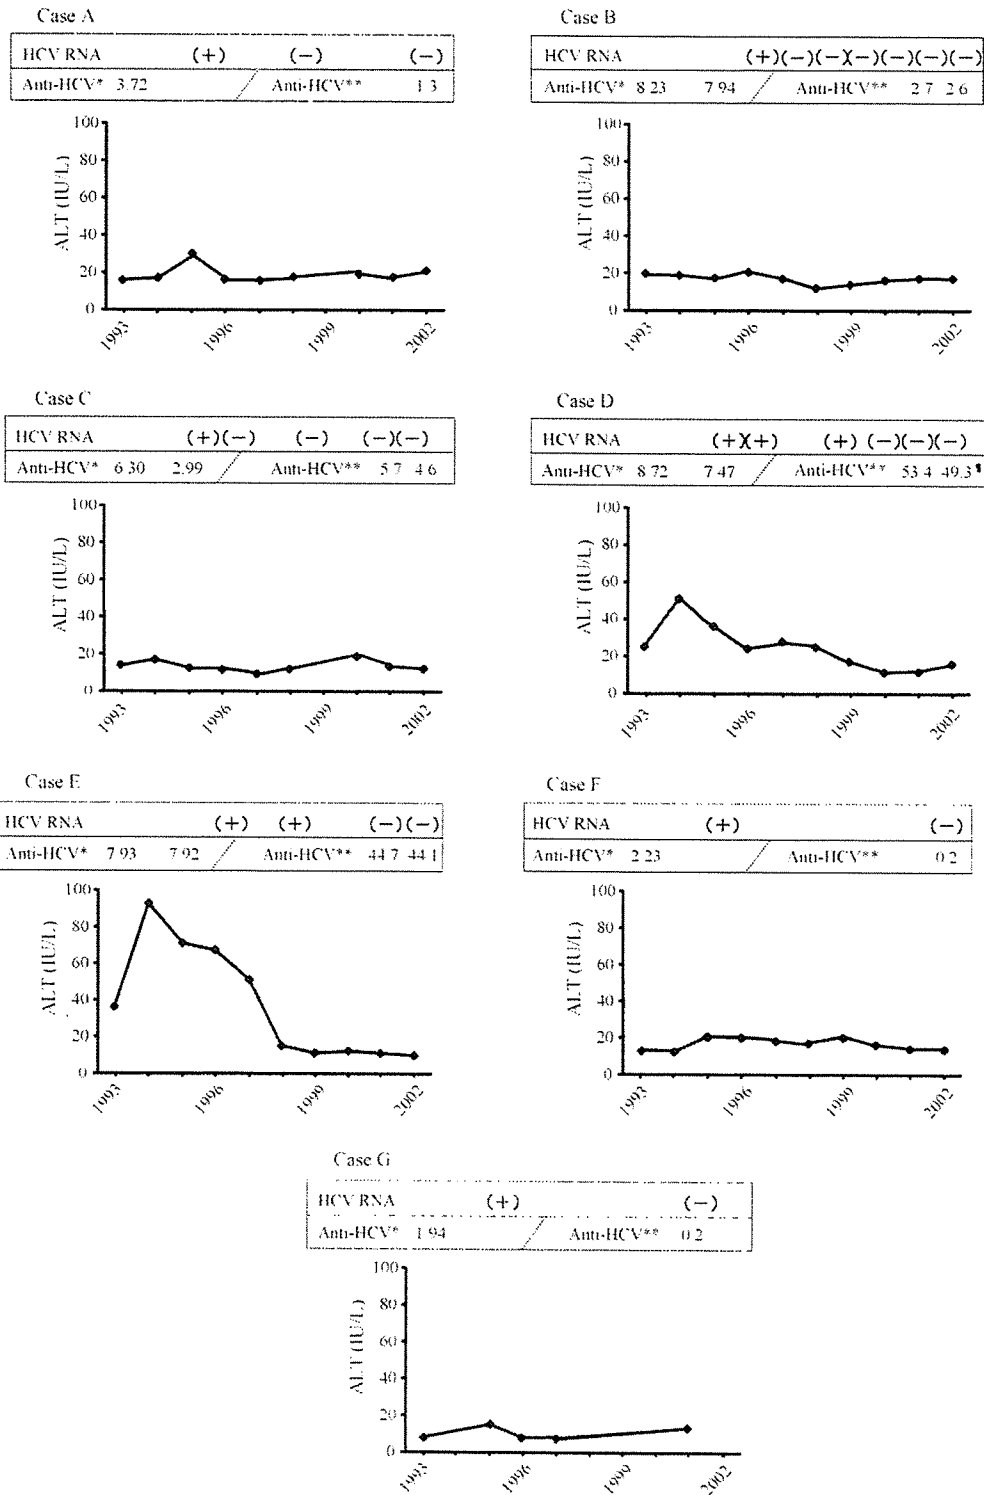 Case A
HCV RNA (+) (−) (−)
Anti-HCV* 3.72 / Anti-HCV** 1 3
100
80
60
40
20
0
ALT (IU/L)
1993 1996 1999 2002
Case B
HCV RNA (+)(−)(−)(−)(−)(−)(−)
Anti-HCV* 8 23 7 94 / Anti-HCV** 2 7 2 6
100
80
60
40
20
0
ALT (IU/L)
1993 1996 1999 2002
Case C
HCV RNA (+)(−) (−) (−)(−)
Anti-HCV* 6 30 2.99 / Anti-HCV** 5 7 4 6
100
80
60
40
20
0
ALT (IU/L)
1993 1996 1999 2002
Case D
HCV RNA (+)(+) (+) (−)(−)(−)
Anti-HCV* 8 72 7.47 / Anti-HCV** 53 4 49.3¶
100
80
60
40
20
0
ALT (IU/L)
1993 1996 1999 2002
Case E
HCV RNA (+) (+) (−)(−)
Anti-HCV* 7 93 7.92 / Anti-HCV** 44 7 44 1
100
80
60
40
20
0
ALT (IU/L)
1993 1996 1999 2002
Case F
HCV RNA (+) (−)
Anti-HCV* 2 23 / Anti-HCV** 0 2
100
80
60
40
20
0
ALT (IU/L)
1993 1996 1999 2002
Case G
HCV RNA (+) (−)
Anti-HCV* 1 94 / Anti-HCV** 0 2
100
80
60
40
20
0
ALT (IU/L)
1993 1996 1999 2002